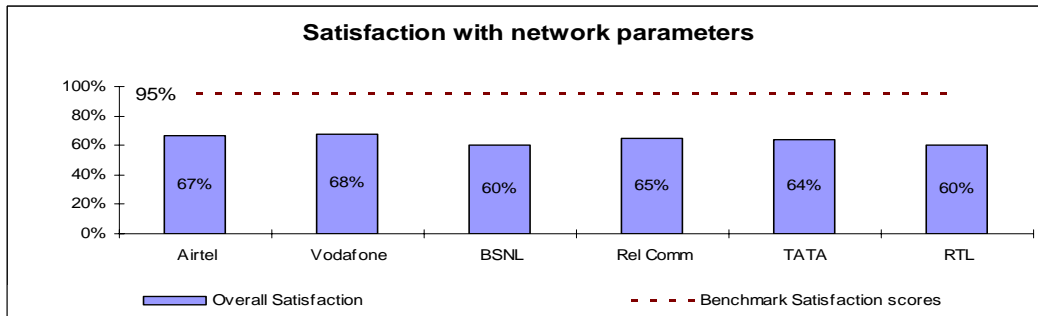 Satisfaction with network parameters
100%
95%
80%
60%
40%
20%
0%
67%
68%
60%
65%
64%
60%
Airtel
Vodafone
BSNL
Rel Comm
TATA
RTL
Overall Satisfaction
Benchmark Satisfaction scores